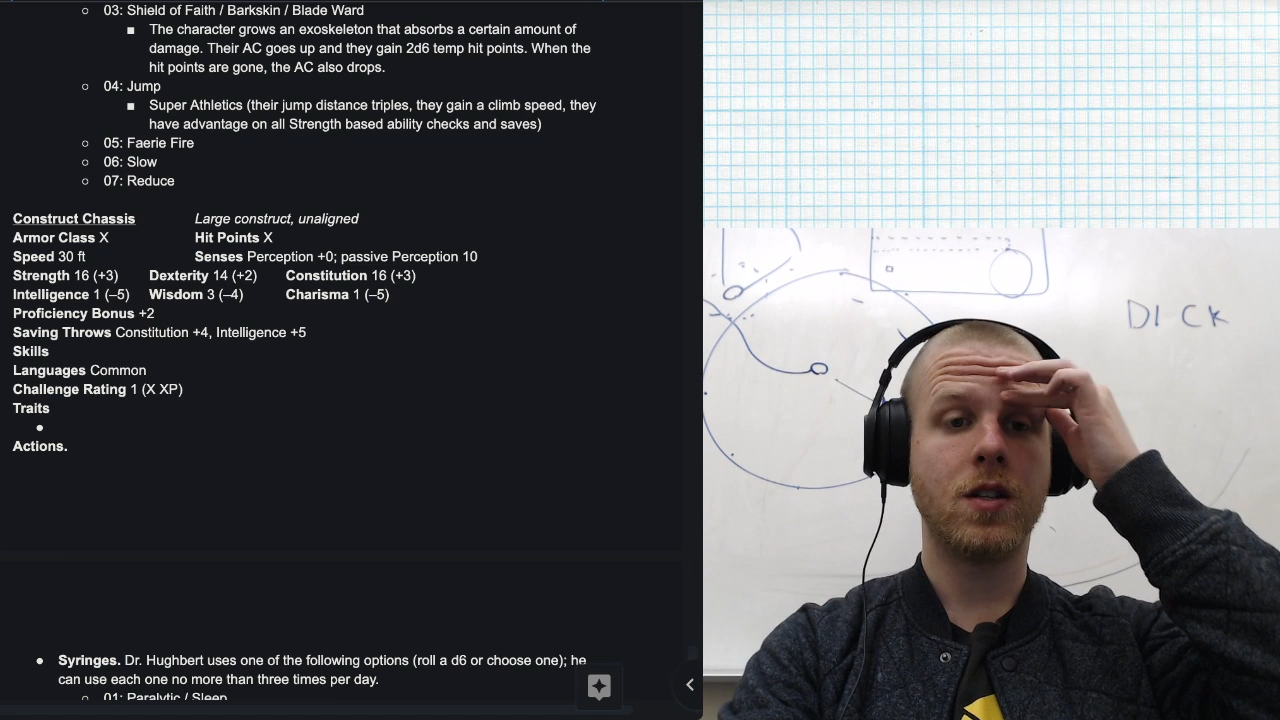 03: Shield of Faith / Barkskin / Blade Ward
The character grows an exoskeleton that absorbs a certain amount of
damage. Their AC goes up and they gain 2d6 temp hit points. When the
hit points are gone, the AC also drops.
04: Jump
Super Athletics (their jump distance triples, they gain a climb speed, they
have advantage on all Strength based ability checks and saves)
05: Faerie Fire
06: Slow
07: Reduce
Construct Chassis Large construct, unaligned
Armor Class X Hit Points X
Speed 30 ft Senses Perception +0; passive Perception 10
Strength 16 (+3) Dexterity 14 (+2) Constitution 16 (+3)
Intelligence 1 (–5) Wisdom 3 (–4) Charisma 1 (–5)
Proficiency Bonus +2
Saving Throws Constitution +4, Intelligence +5
Skills
Languages Common
Challenge Rating 1 (X XP)
Traits
Actions.
Syringes. Dr. Hughbert uses one of the following options (roll a d6 or choose one); he
can use each one no more than three times per day.
01: Paralytic / Sleep
DICK